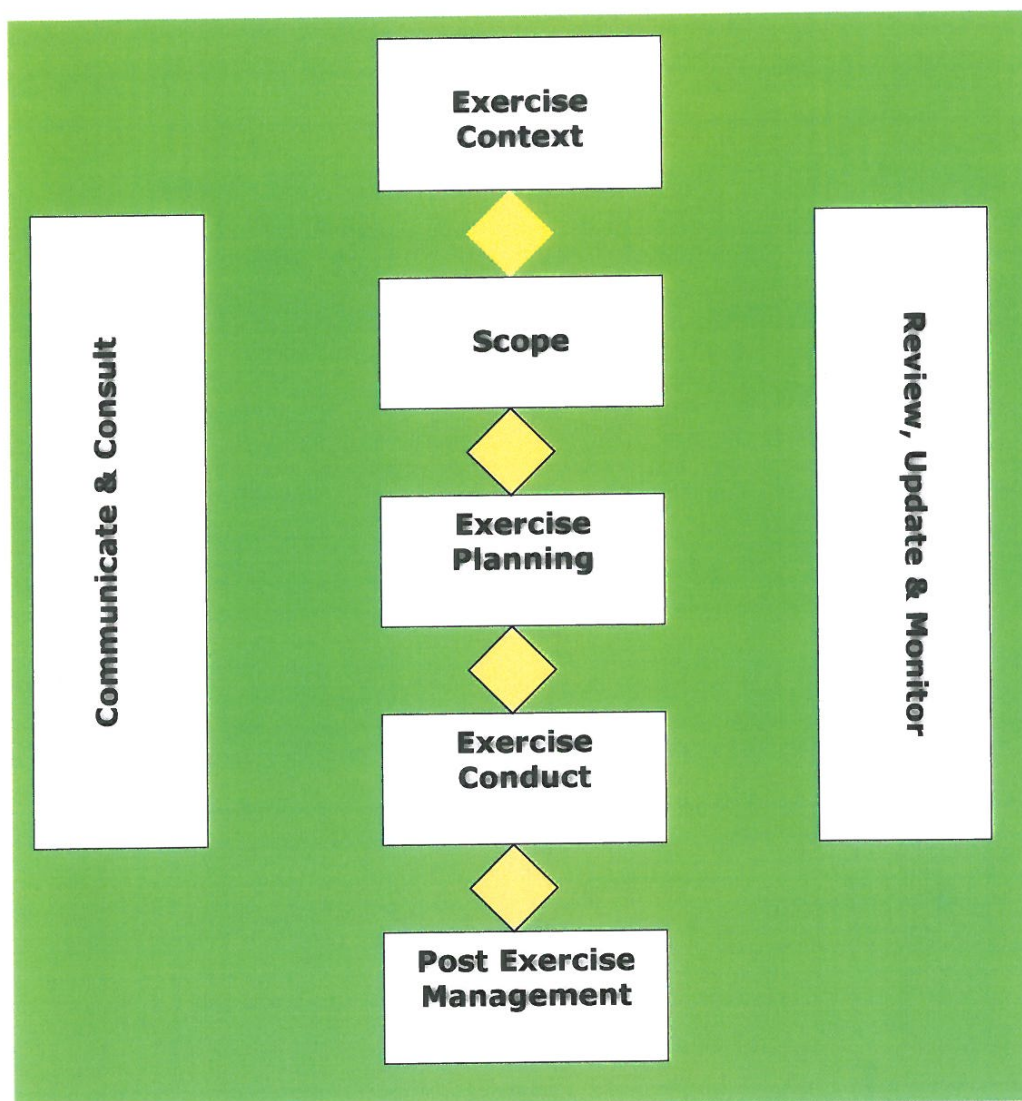 Exercise
Context
Communicate & Consult
Scope
Review, Update & Monitor
Exercise
Planning
Exercise
Conduct
Post Exercise
Management